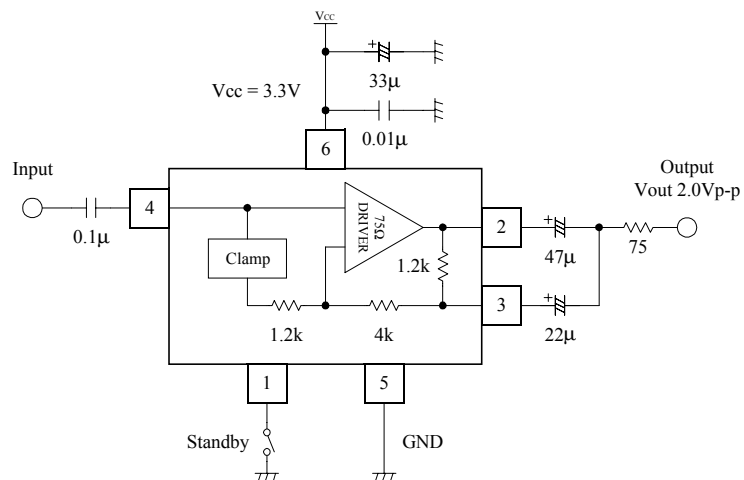 Vcc
Vcc = 3.3V
33μ
0.01μ
6
Input
Output
Vout 2.0Vp-p
4
0.1μ
75Ω
DRIVER
2
47μ
75
Clamp
1.2k
3
22μ
1.2k
4k
1
5
Standby
GND